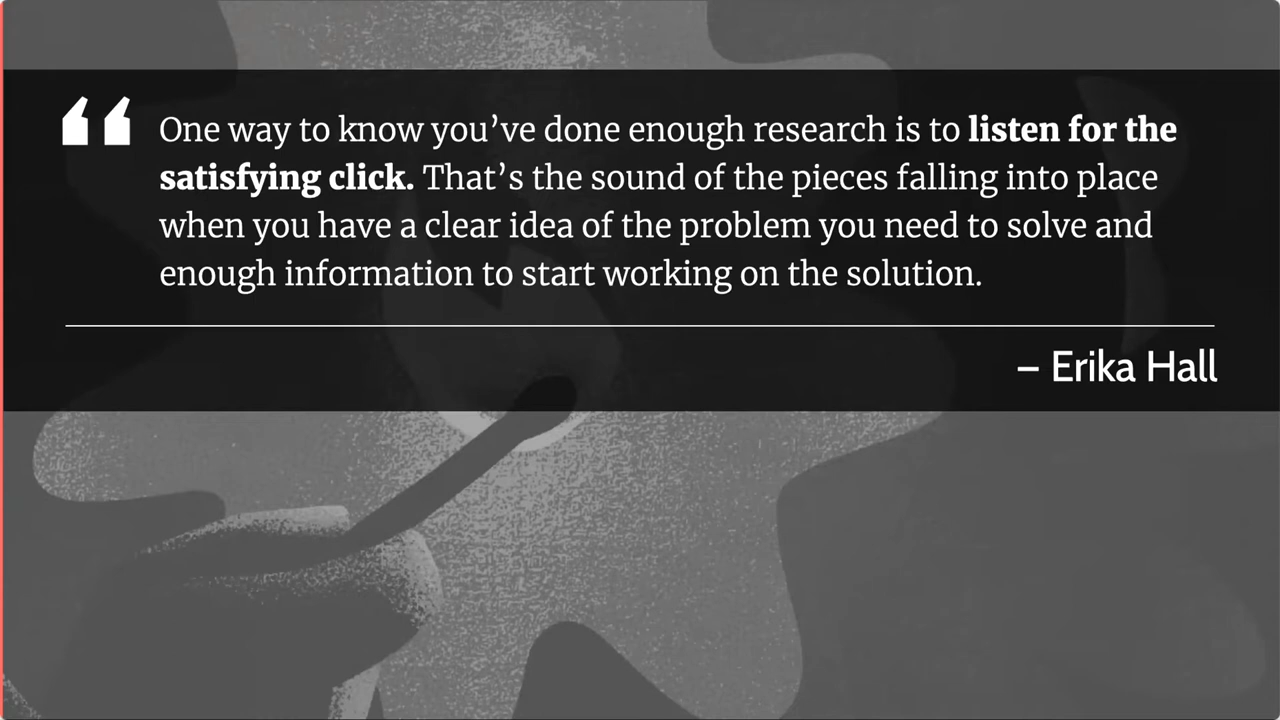 “ One way to know you’ve done enough research is to listen for the
satisfying click. That’s the sound of the pieces falling into place
when you have a clear idea of the problem you need to solve and
enough information to start working on the solution.
– Erika Hall